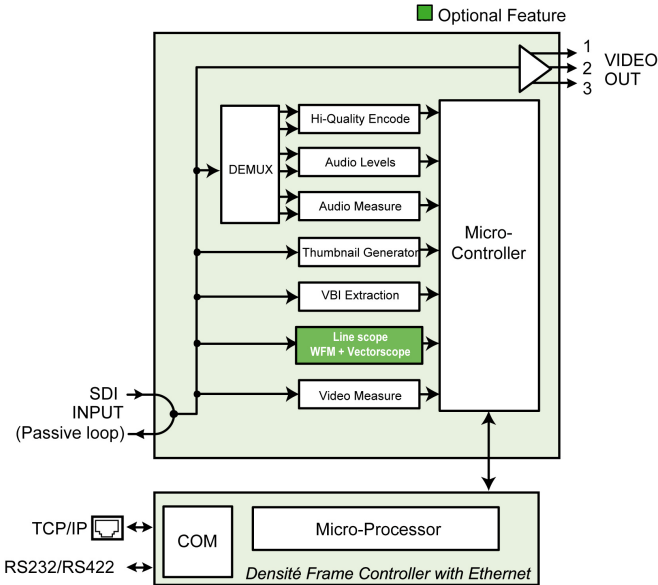 Optional Feature
1
2
3
VIDEO
OUT
Hi-Quality Encode
DEMUX
Audio Levels
Audio Measure
Micro-
Controller
Thumbnail Generator
VBI Extraction
Line scope
WFM + Vectorscope
Video Measure
SDI
INPUT
(Passive loop)
TCP/IP
COM
Micro-Processor
RS232/RS422
Densité Frame Controller with Ethernet